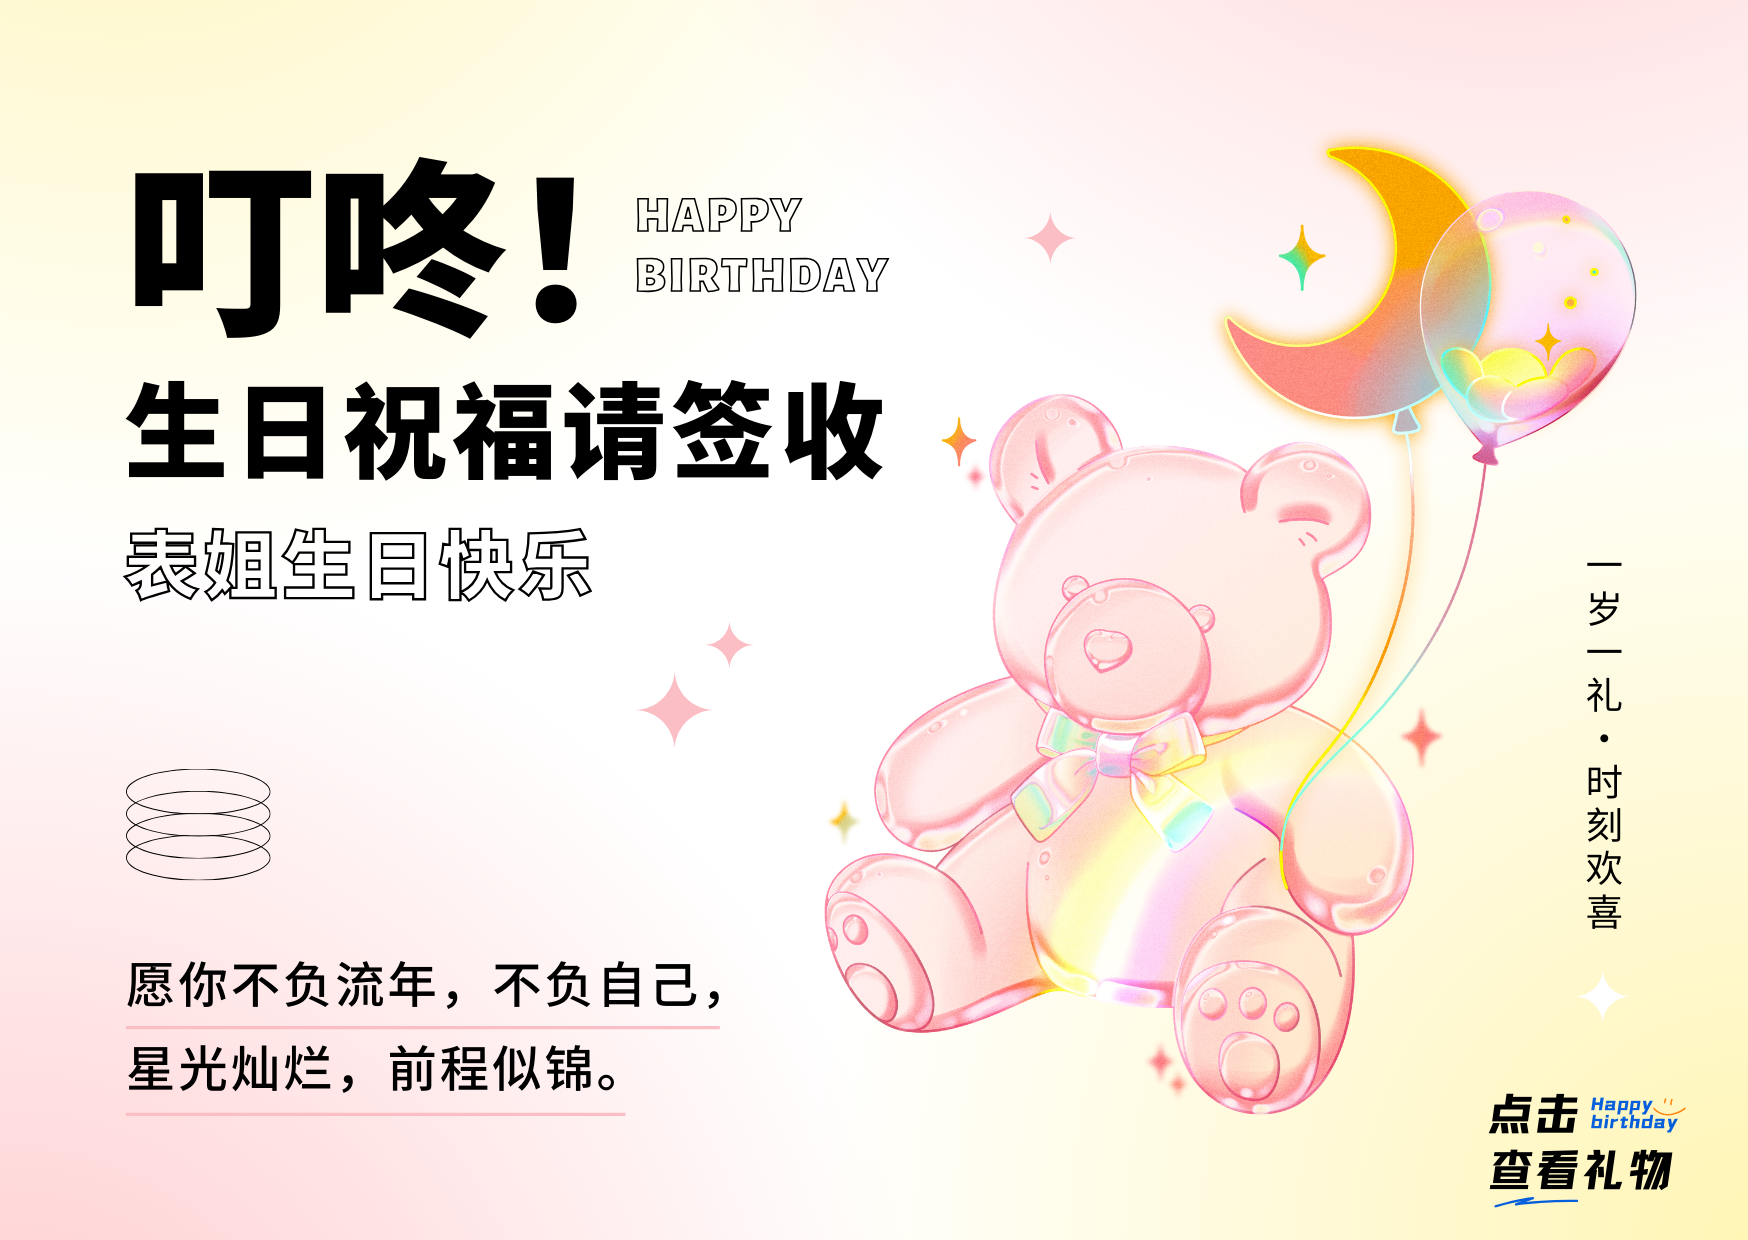 叮咚！
HAPPY
BIRTHDAY
生日祝福请签收
表姐生日快乐
一岁一礼·时刻欢喜
愿你不负流年，不负自己，
星光灿烂，前程似锦。
点击
Happy
birthday
查看礼物